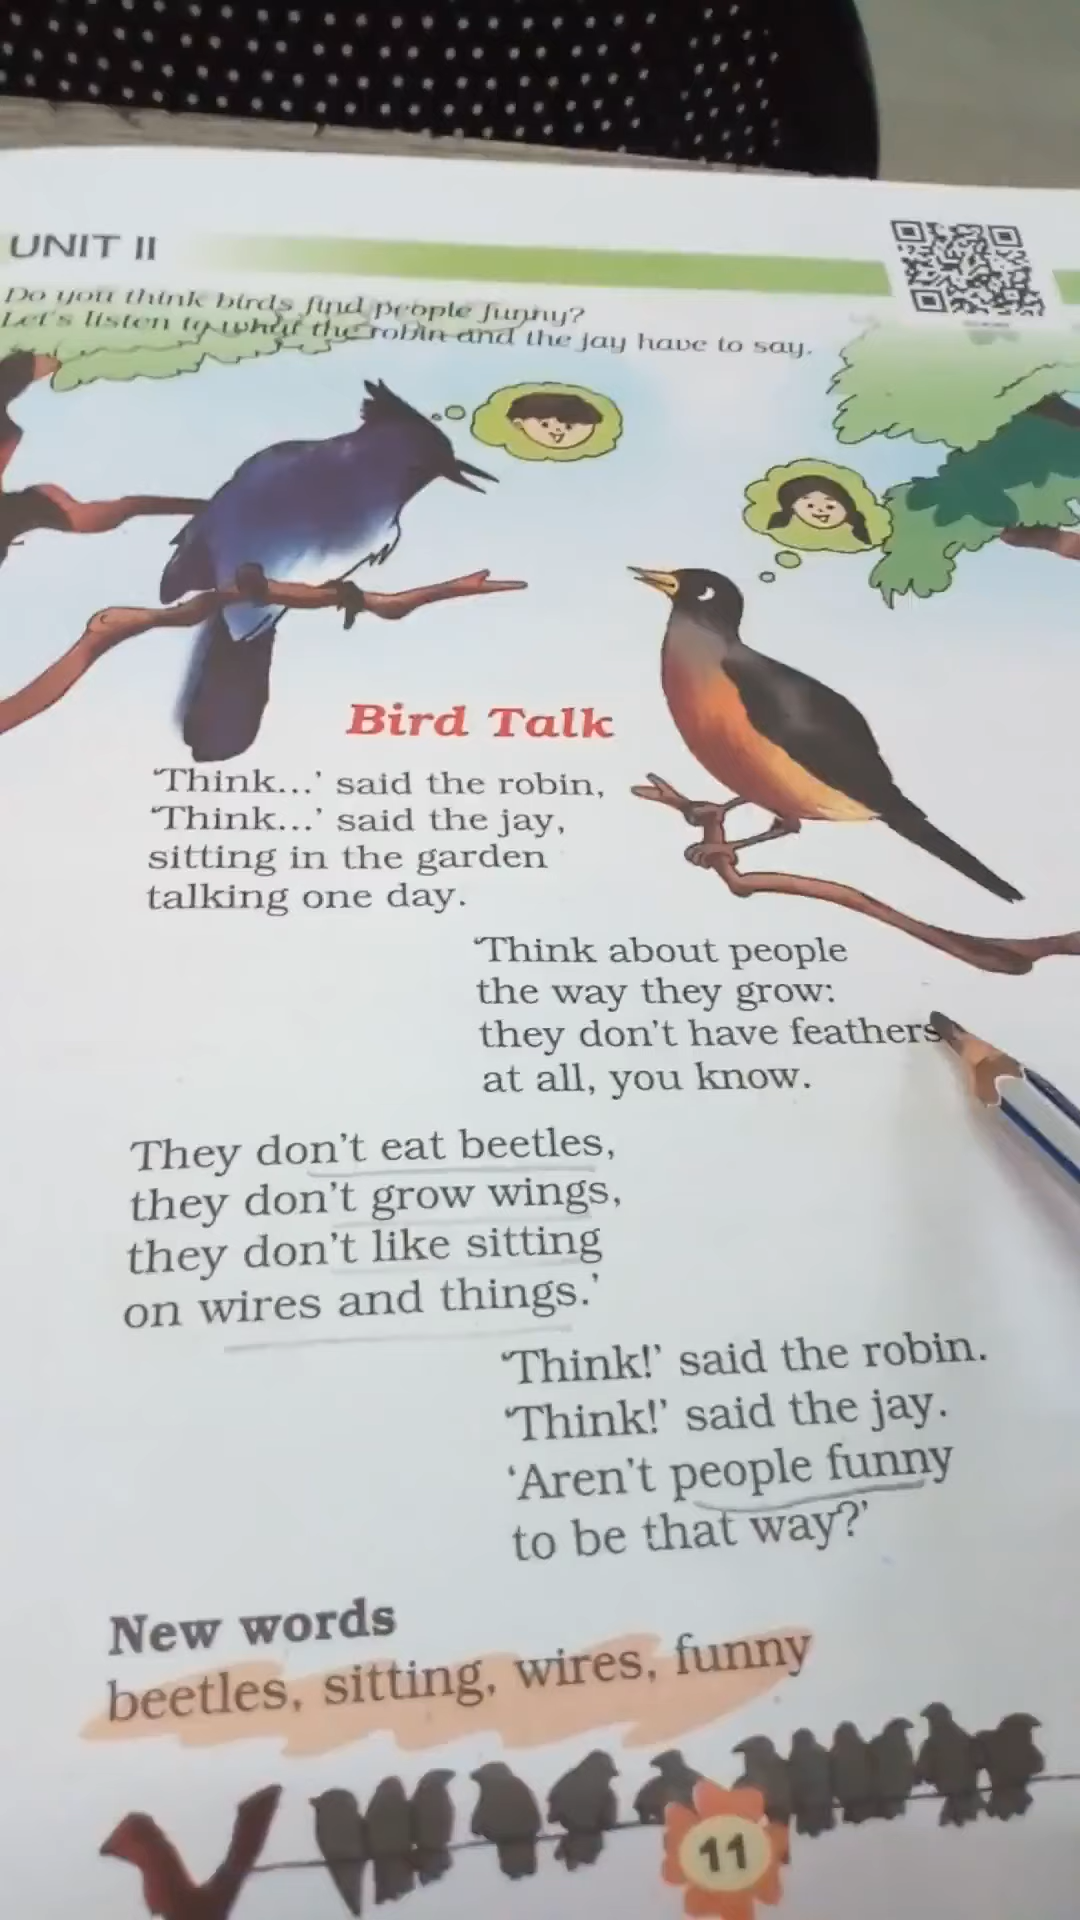 UNIT II
Do you think birds find people funny?
Let's listen to what the robin and the jay have to say.
Bird Talk
‘Think...’ said the robin,
‘Think...’ said the jay,
sitting in the garden
talking one day.
‘Think about people
the way they grow:
they don’t have feathers
at all, you know.
They don’t eat beetles,
they don’t grow wings,
they don’t like sitting
on wires and things.’
‘Think!’ said the robin.
‘Think!’ said the jay.
‘Aren’t people funny
to be that way?’
New words
beetles, sitting, wires, funny
11